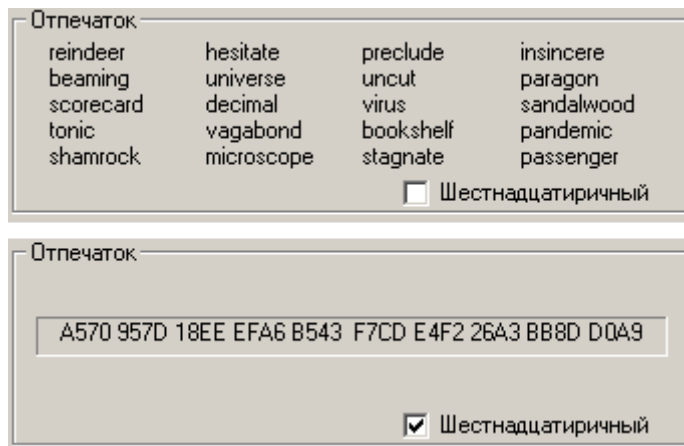 Отпечаток
reindeer hesitate preclude insincere
beaming universe uncut paragon
scorecard decimal virus sandalwood
tonic vagabond bookshelf pandemic
shamrock microscope stagnate passenger
Шестнадцатиричный
Отпечаток
A570 957D 18EE EFA6 B543 F7CD E4F2 26A3 BB8D D0A9
Шестнадцатиричный